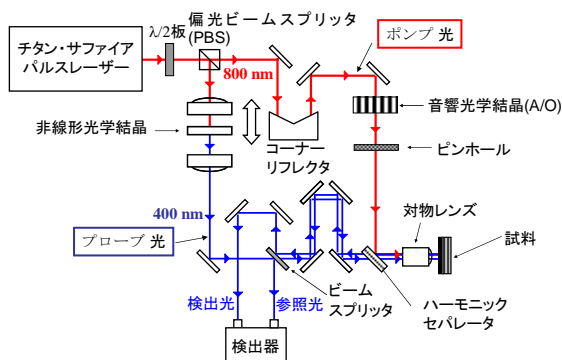 チタン・サファイア
パルスレーザー
λ/2板
偏光ビームスプリッタ
(PBS)
800 nm
ポンプ 光
音響光学結晶(A/O)
非線形光学結晶
コーナー
リフレクタ
ピンホール
400 nm
プローブ 光
対物レンズ
試料
ビーム
スプリッタ
ハーモニック
セパレータ
検出光
参照光
検出器